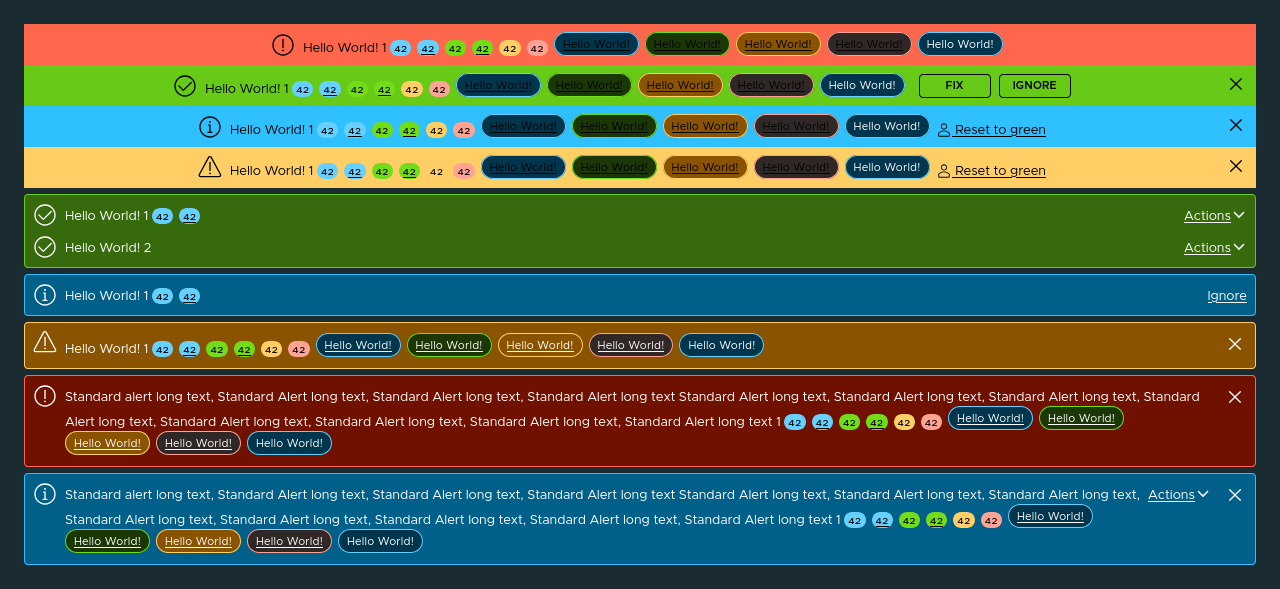 Hello World! 1 42 42 42 42 42 42 Hello World! Hello World! Hello World! Hello World! Hello World!
Hello World! 1 42 42 42 42 42 42 Hello World! Hello World! Hello World! Hello World! Hello World! FIX IGNORE
Hello World! 1 42 42 42 42 42 42 Hello World! Hello World! Hello World! Hello World! Hello World! Reset to green
Hello World! 1 42 42 42 42 42 42 Hello World! Hello World! Hello World! Hello World! Hello World! Reset to green
Hello World! 1 42 42 Actions
Hello World! 2 Actions
Hello World! 1 42 42 Ignore
Hello World! 1 42 42 42 42 42 42 Hello World! Hello World! Hello World! Hello World! Hello World!
Standard alert long text, Standard Alert long text, Standard Alert long text, Standard Alert long text Standard Alert long text, Standard Alert long text, Standard Alert long text, Standard
Alert long text, Standard Alert long text, Standard Alert long text, Standard Alert long text, Standard Alert long text 1 42 42 42 42 42 42 Hello World! Hello World!
Hello World! Hello World! Hello World!
Standard alert long text, Standard Alert long text, Standard Alert long text, Standard Alert long text Standard Alert long text, Standard Alert long text, Standard Alert long text, Actions
Standard Alert long text, Standard Alert long text, Standard Alert long text, Standard Alert long text, Standard Alert long text 1 42 42 42 42 42 42 Hello World!
Hello World! Hello World! Hello World! Hello World!